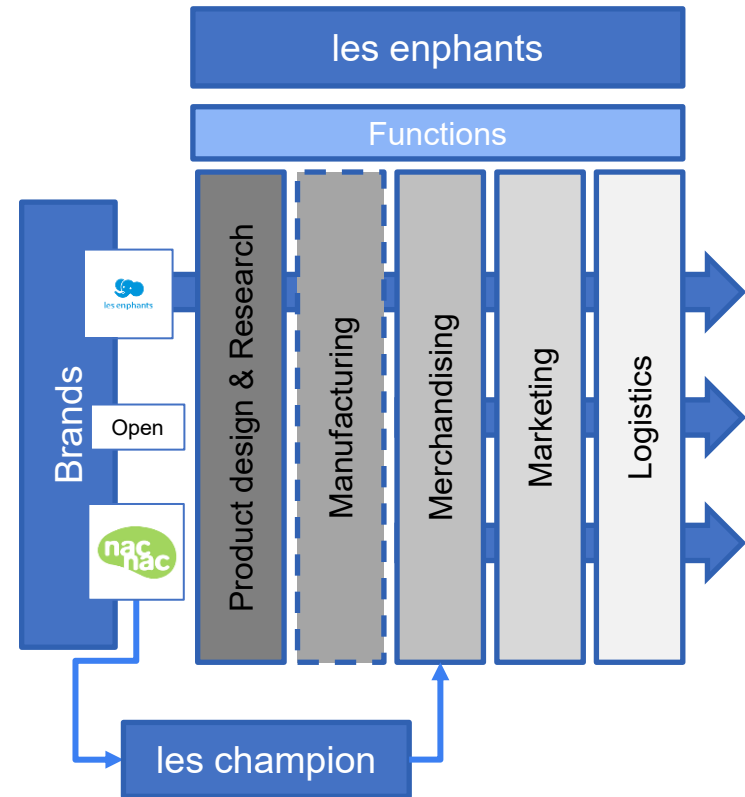 les enphants
Functions
Brands
les enphants
Open
nac
nac
Product design & Research
Manufacturing
Merchandising
Marketing
Logistics
les champion